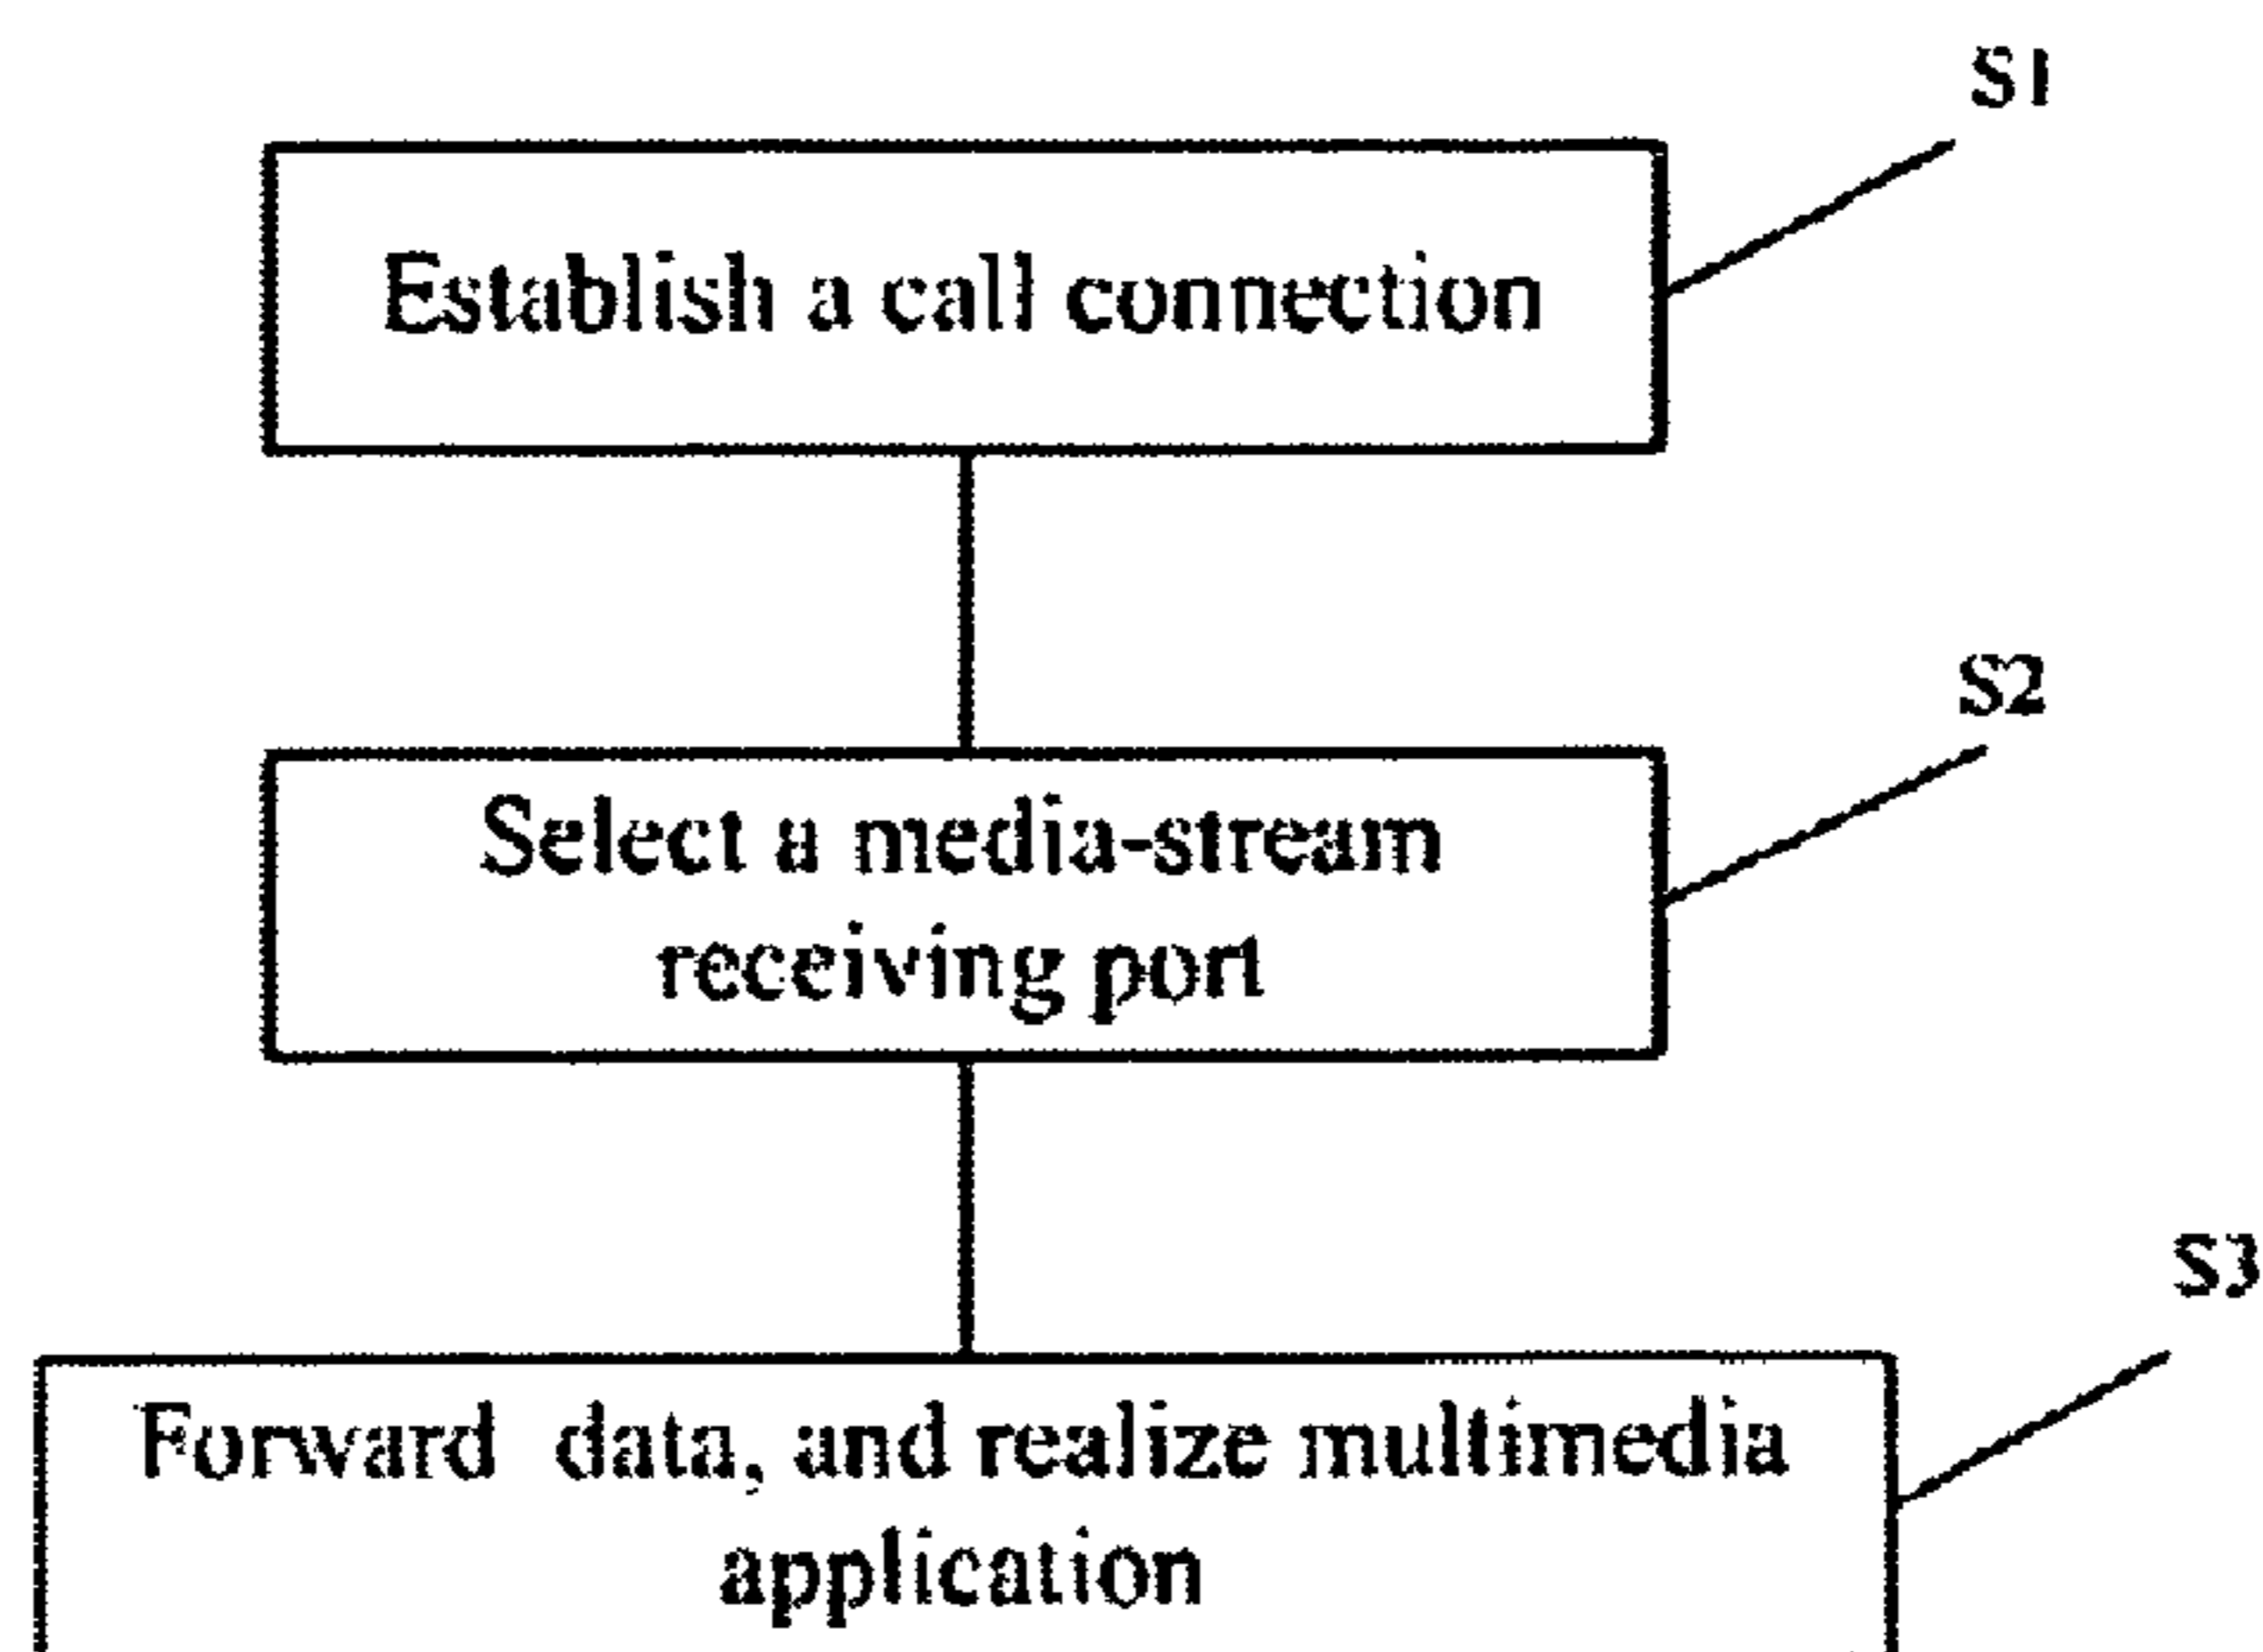 S1
Establish a call connection
S2
Select a media-stream
receiving port
S3
Forward data, and realize multimedia
application